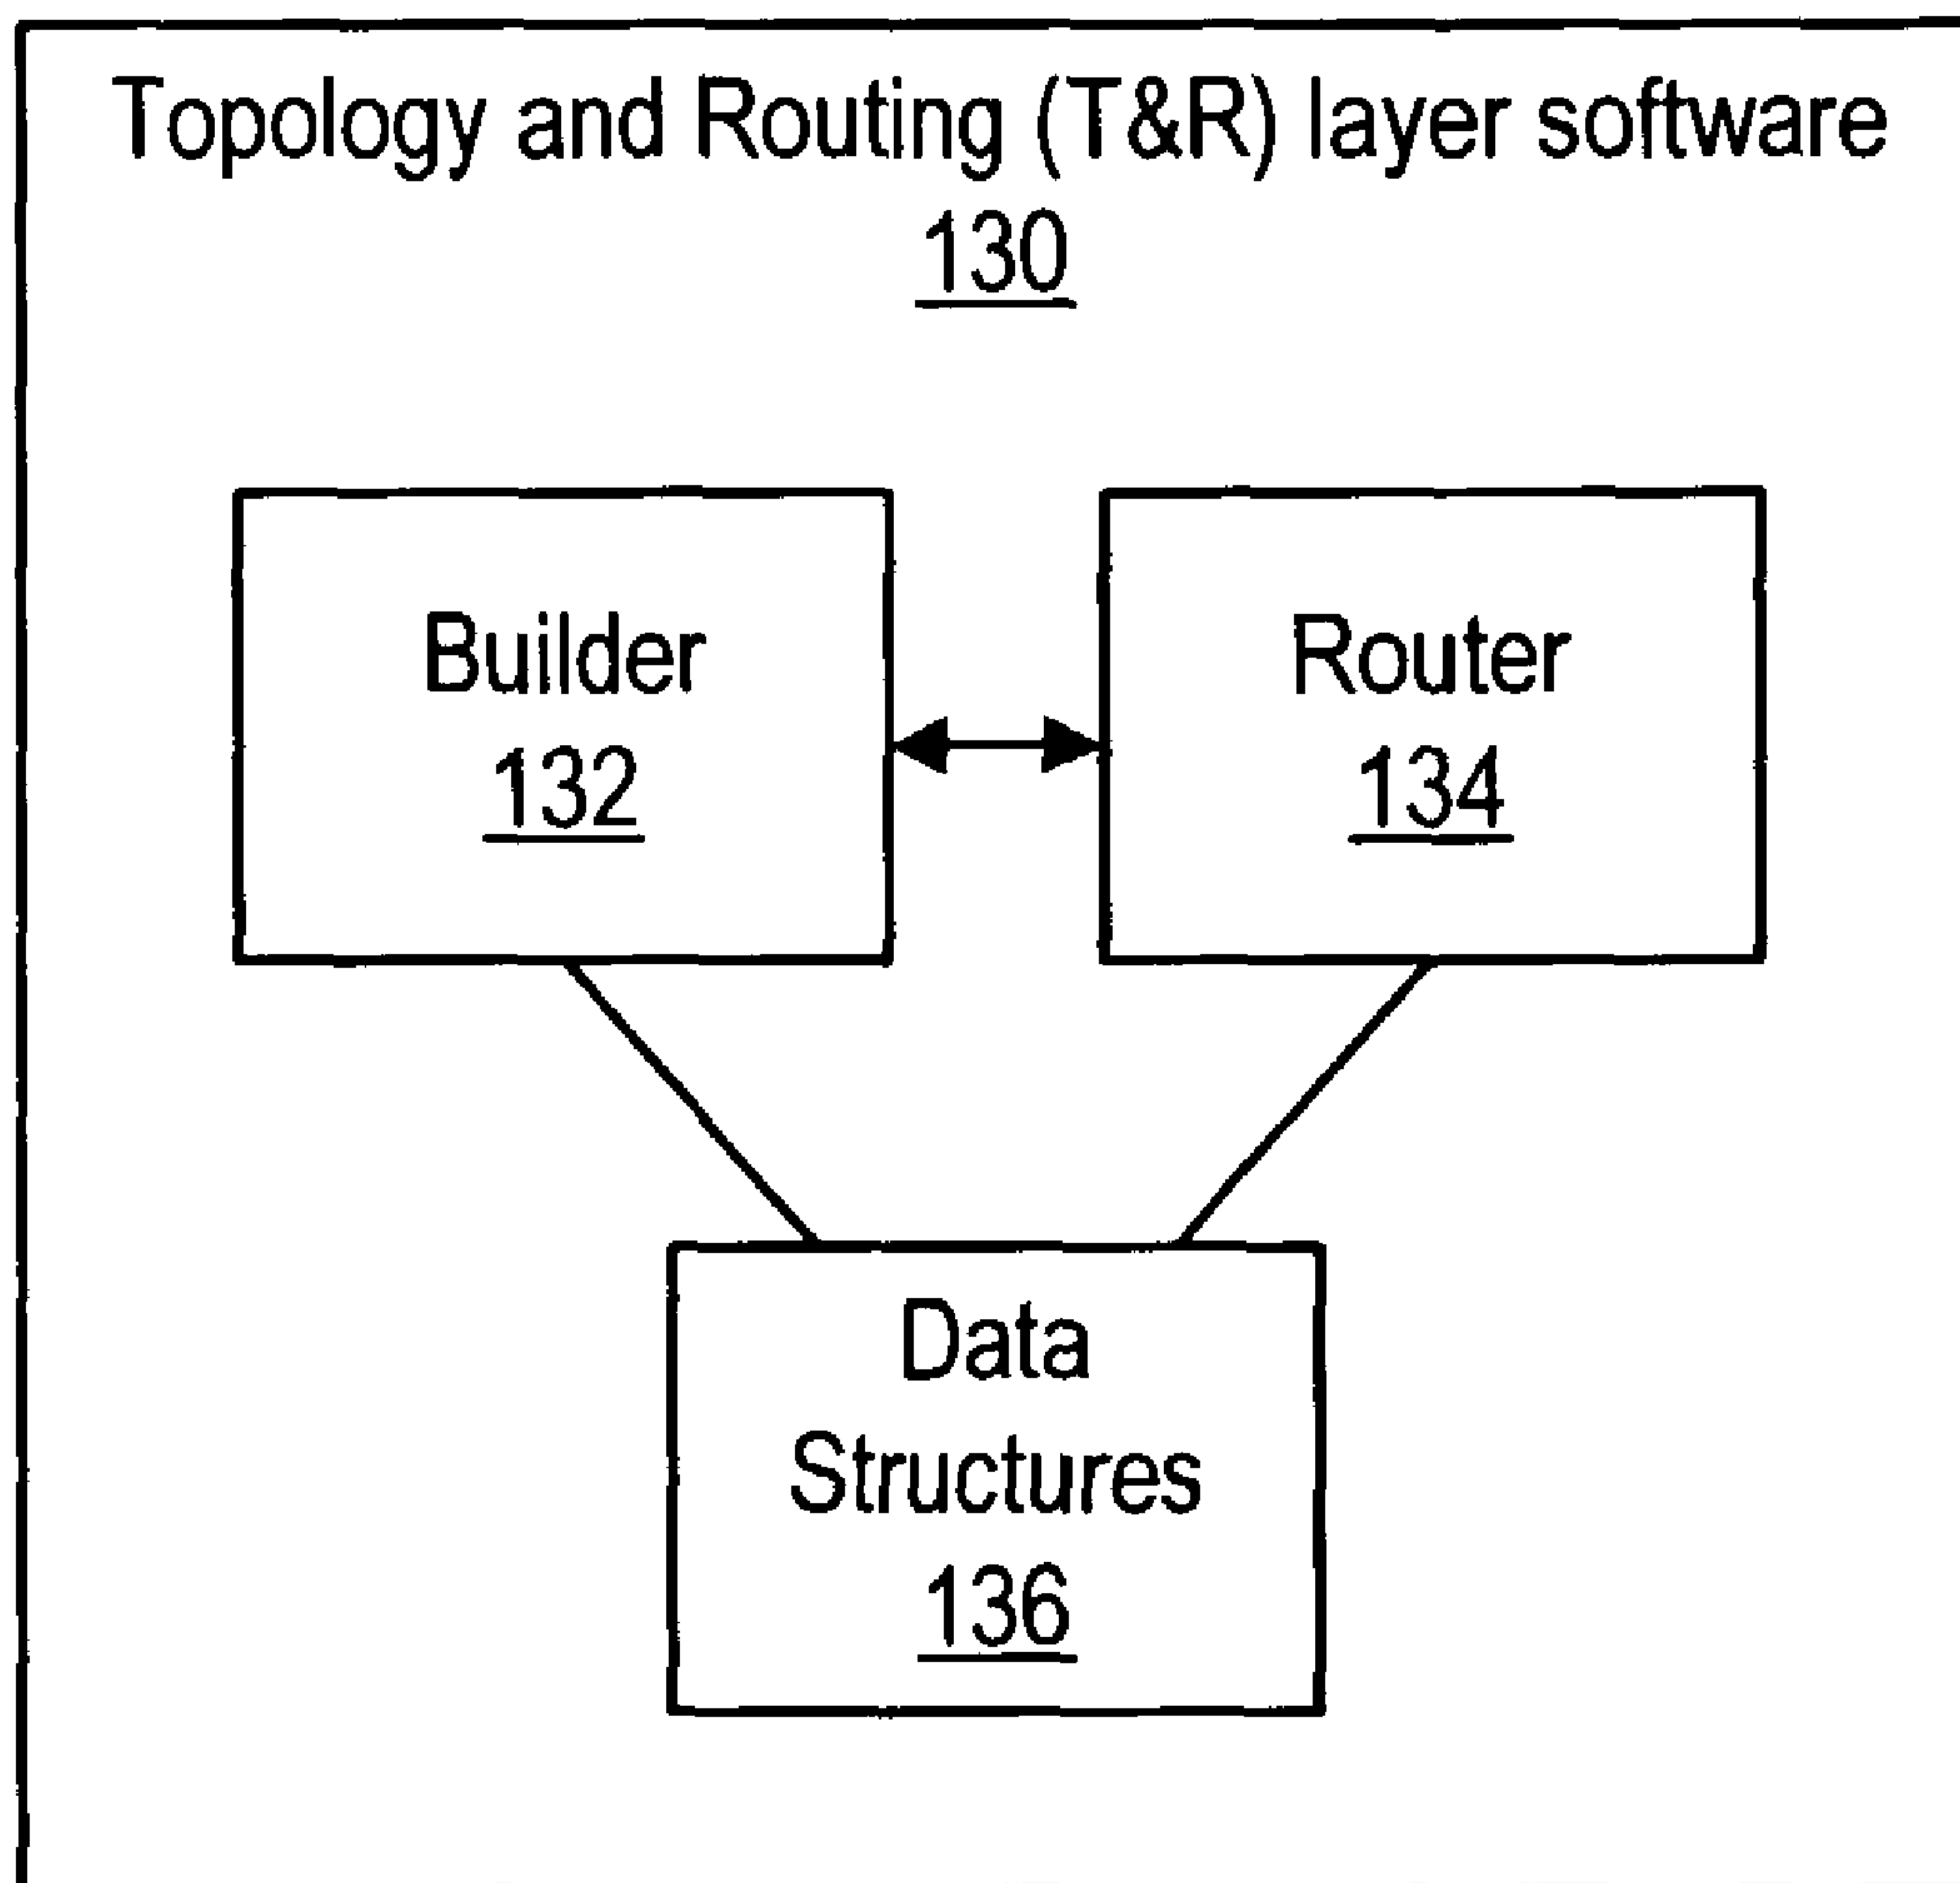 Topology and Routing (T&R) layer software
130
Builder
132
Router
134
Data
Structures
136